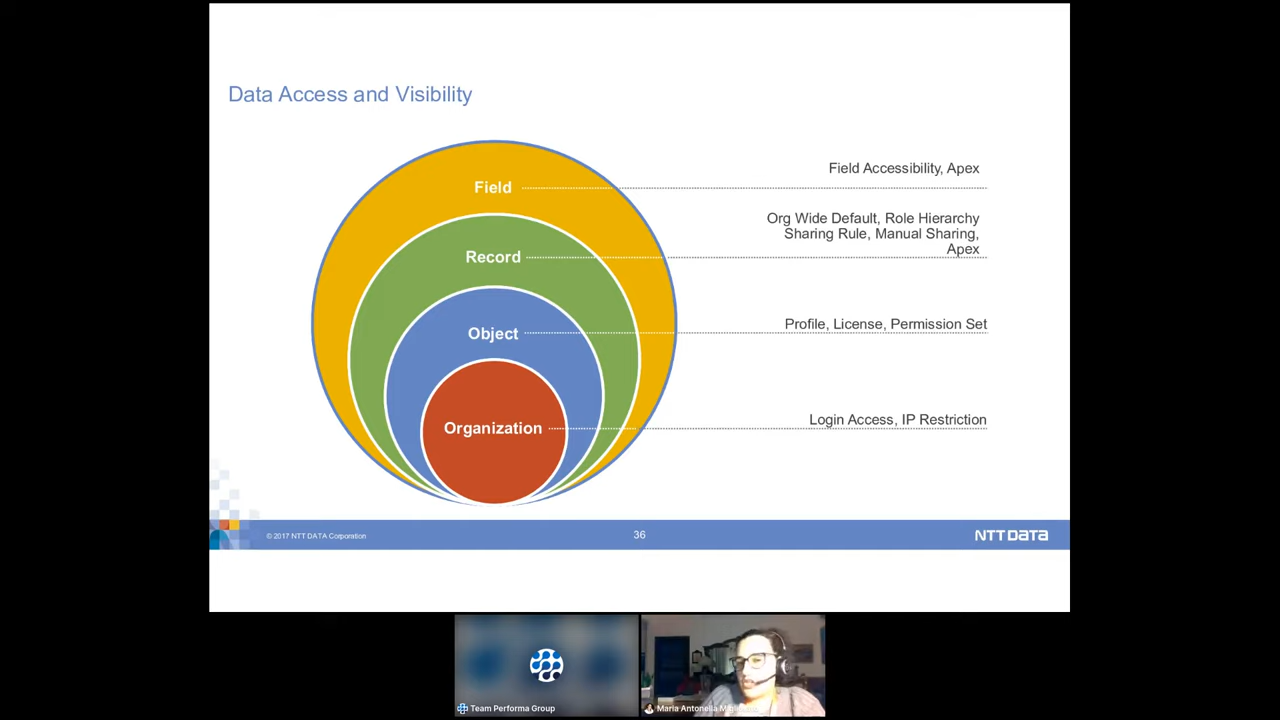 Data Access and Visibility
Field
Field Accessibility, Apex
Record
Org Wide Default, Role Hierarchy
Sharing Rule, Manual Sharing,
Apex
Object
Profile, License, Permission Set
Organization
Login Access, IP Restriction
© 2017 NTT DATA Corporation
36
NTT DATA
Team Performa Group
Maria Antonella